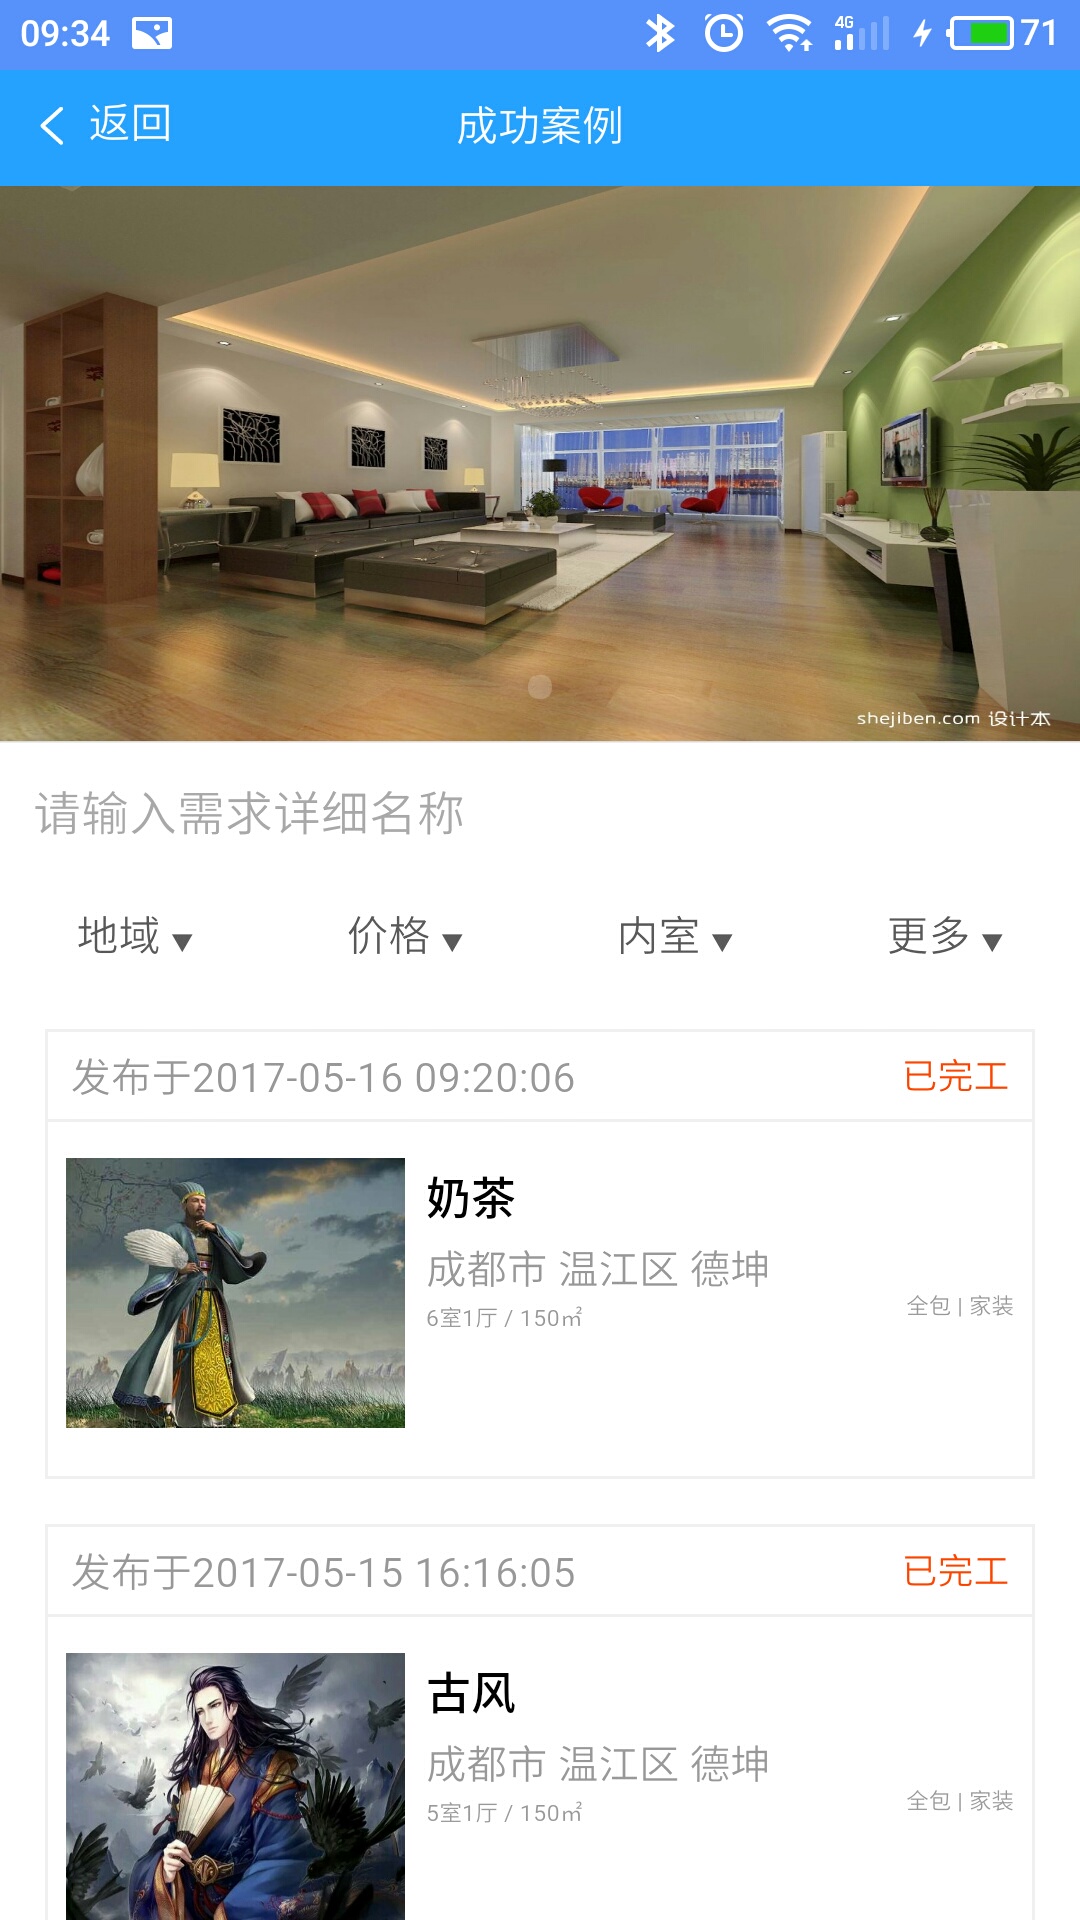 09:34
4G
71
返回
成功案例
shejiben.com 设计本
请输入需求详细名称
地域 ▼
价格 ▼
内室 ▼
更多 ▼
发布于2017-05-16 09:20:06
已完工
奶茶
成都市 温江区 德坤
6室1厅 / 150㎡
全包 | 家装
发布于2017-05-15 16:16:05
已完工
古风
成都市 温江区 德坤
5室1厅 / 150㎡
全包 | 家装